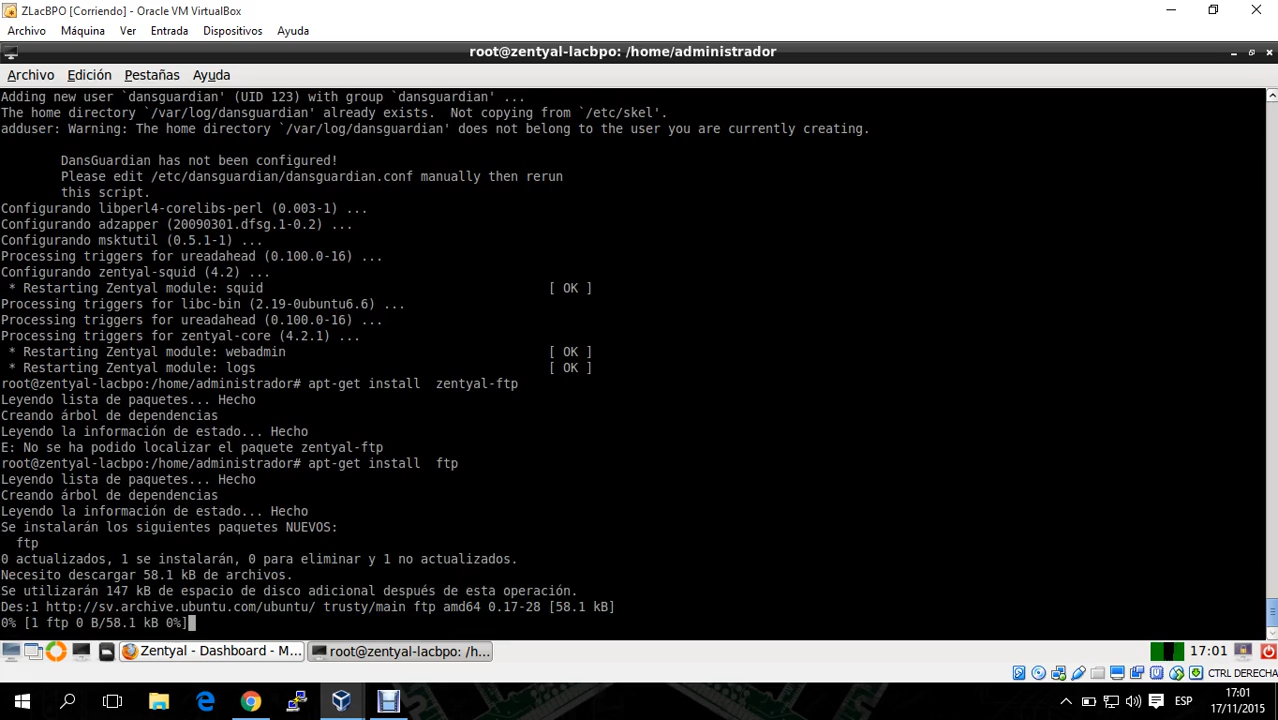 ZLacBPO [Corriendo] - Oracle VM VirtualBox
Archivo Máquina Ver Entrada Dispositivos Ayuda
root@zentyal-lacbpo: /home/administrador
Archivo Edición Pestañas Ayuda
Adding new user `dansguardian' (UID 123) with group `dansguardian' ...
The home directory `/var/log/dansguardian' already exists.  Not copying from `/etc/skel'.
adduser: Warning: The home directory `/var/log/dansguardian' does not belong to the user you are currently creating.
DansGuardian has not been configured!
Please edit /etc/dansguardian/dansguardian.conf manually then rerun
this script.
Configurando libperl4-corelibs-perl (0.003-1) ...
Configurando adzapper (20090301.dfsg.1-0.2) ...
Configurando msktutil (0.5.1-1) ...
Processing triggers for ureadahead (0.100.0-16) ...
Configurando zentyal-squid (4.2) ...
* Restarting Zentyal module: squid [ OK ]
Processing triggers for libc-bin (2.19-0ubuntu6.6) ...
Processing triggers for ureadahead (0.100.0-16) ...
Processing triggers for zentyal-core (4.2.1) ...
* Restarting Zentyal module: webadmin [ OK ]
* Restarting Zentyal module: logs [ OK ]
root@zentyal-lacbpo:/home/administrador# apt-get install  zentyal-ftp
Leyendo lista de paquetes... Hecho
Creando árbol de dependencias
Leyendo la información de estado... Hecho
E: No se ha podido localizar el paquete zentyal-ftp
root@zentyal-lacbpo:/home/administrador# apt-get install  ftp
Leyendo lista de paquetes... Hecho
Creando árbol de dependencias
Leyendo la información de estado... Hecho
Se instalarán los siguientes paquetes NUEVOS:
ftp
0 actualizados, 1 se instalarán, 0 para eliminar y 1 no actualizados.
Necesito descargar 58.1 kB de archivos.
Se utilizarán 147 kB de espacio de disco adicional después de esta operación.
Des:1 http://sv.archive.ubuntu.com/ubuntu/ trusty/main ftp amd64 0.17-28 [58.1 kB]
0% [1 ftp 0 B/58.1 kB 0%]
Zentyal - Dashboard - M... root@zentyal-lacbpo: /h... 17:01
CTRL DERECHA
ESP 17:01
17/11/2015